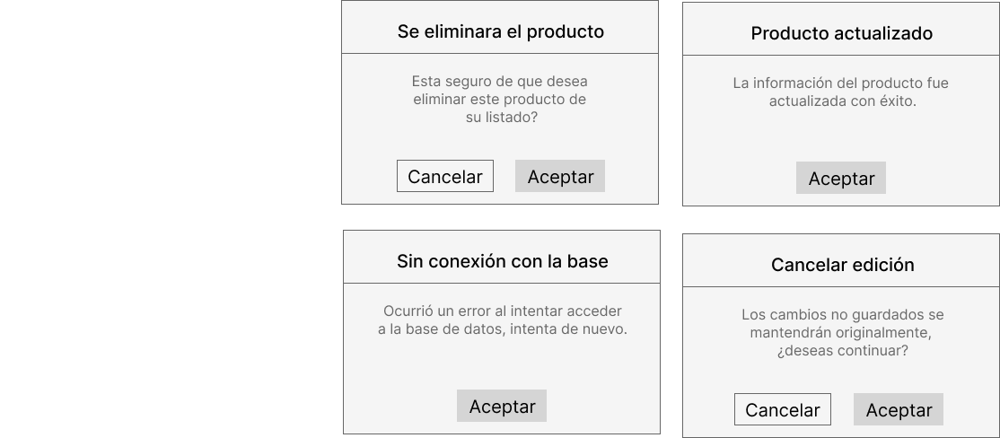 Se eliminara el producto
Esta seguro de que desea
eliminar este producto de
su listado?
Cancelar
Aceptar
Producto actualizado
La información del producto fue
actualizada con éxito.
Aceptar
Sin conexión con la base
Ocurrió un error al intentar acceder
a la base de datos, intenta de nuevo.
Aceptar
Cancelar edición
Los cambios no guardados se
mantendrán originalmente,
¿deseas continuar?
Cancelar
Aceptar